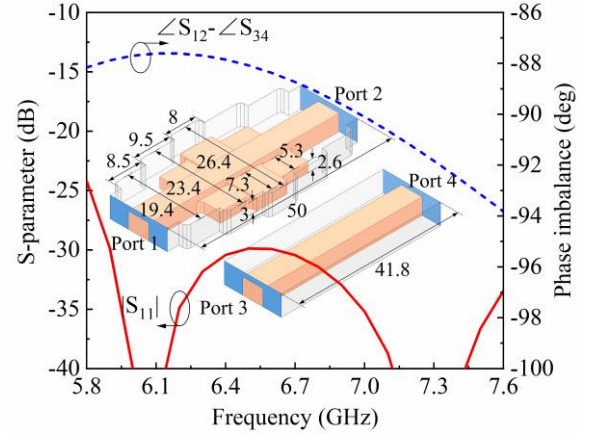 -10
-15
-20
-25
-30
-35
-40
S-parameter (dB)
-86
-88
-90
-92
-94
-96
-98
-100
Phase imbalance (deg)
∠S12-∠S34
Port 2
8
9.5
8.5
26.4
5.3
2.6
23.4
7.3
19.4
3
50
Port 1
Port 4
41.8
Port 3
|S11|
5.8 6.1 6.4 6.7 7.0 7.3 7.6
Frequency (GHz)